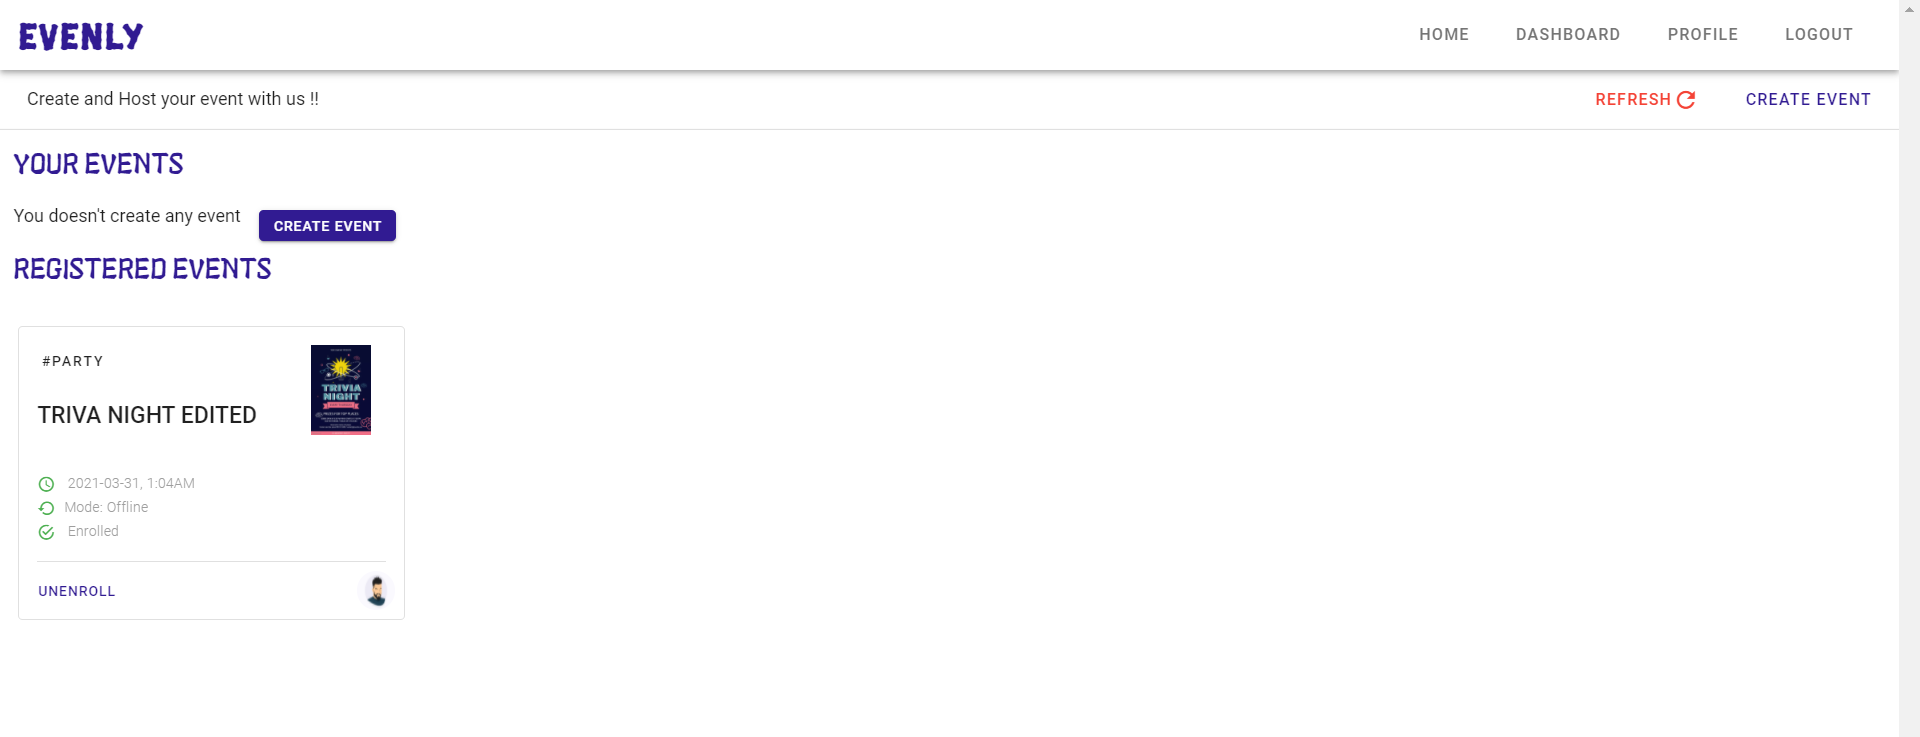 EVENLY
HOME DASHBOARD PROFILE LOGOUT
Create and Host your event with us !!
REFRESH CREATE EVENT
YOUR EVENTS
You doesn't create any event CREATE EVENT
REGISTERED EVENTS
#PARTY
TRIVIA
NIGHT
TRIVA NIGHT EDITED
2021-03-31, 1:04AM
Mode: Offline
Enrolled
UNENROLL